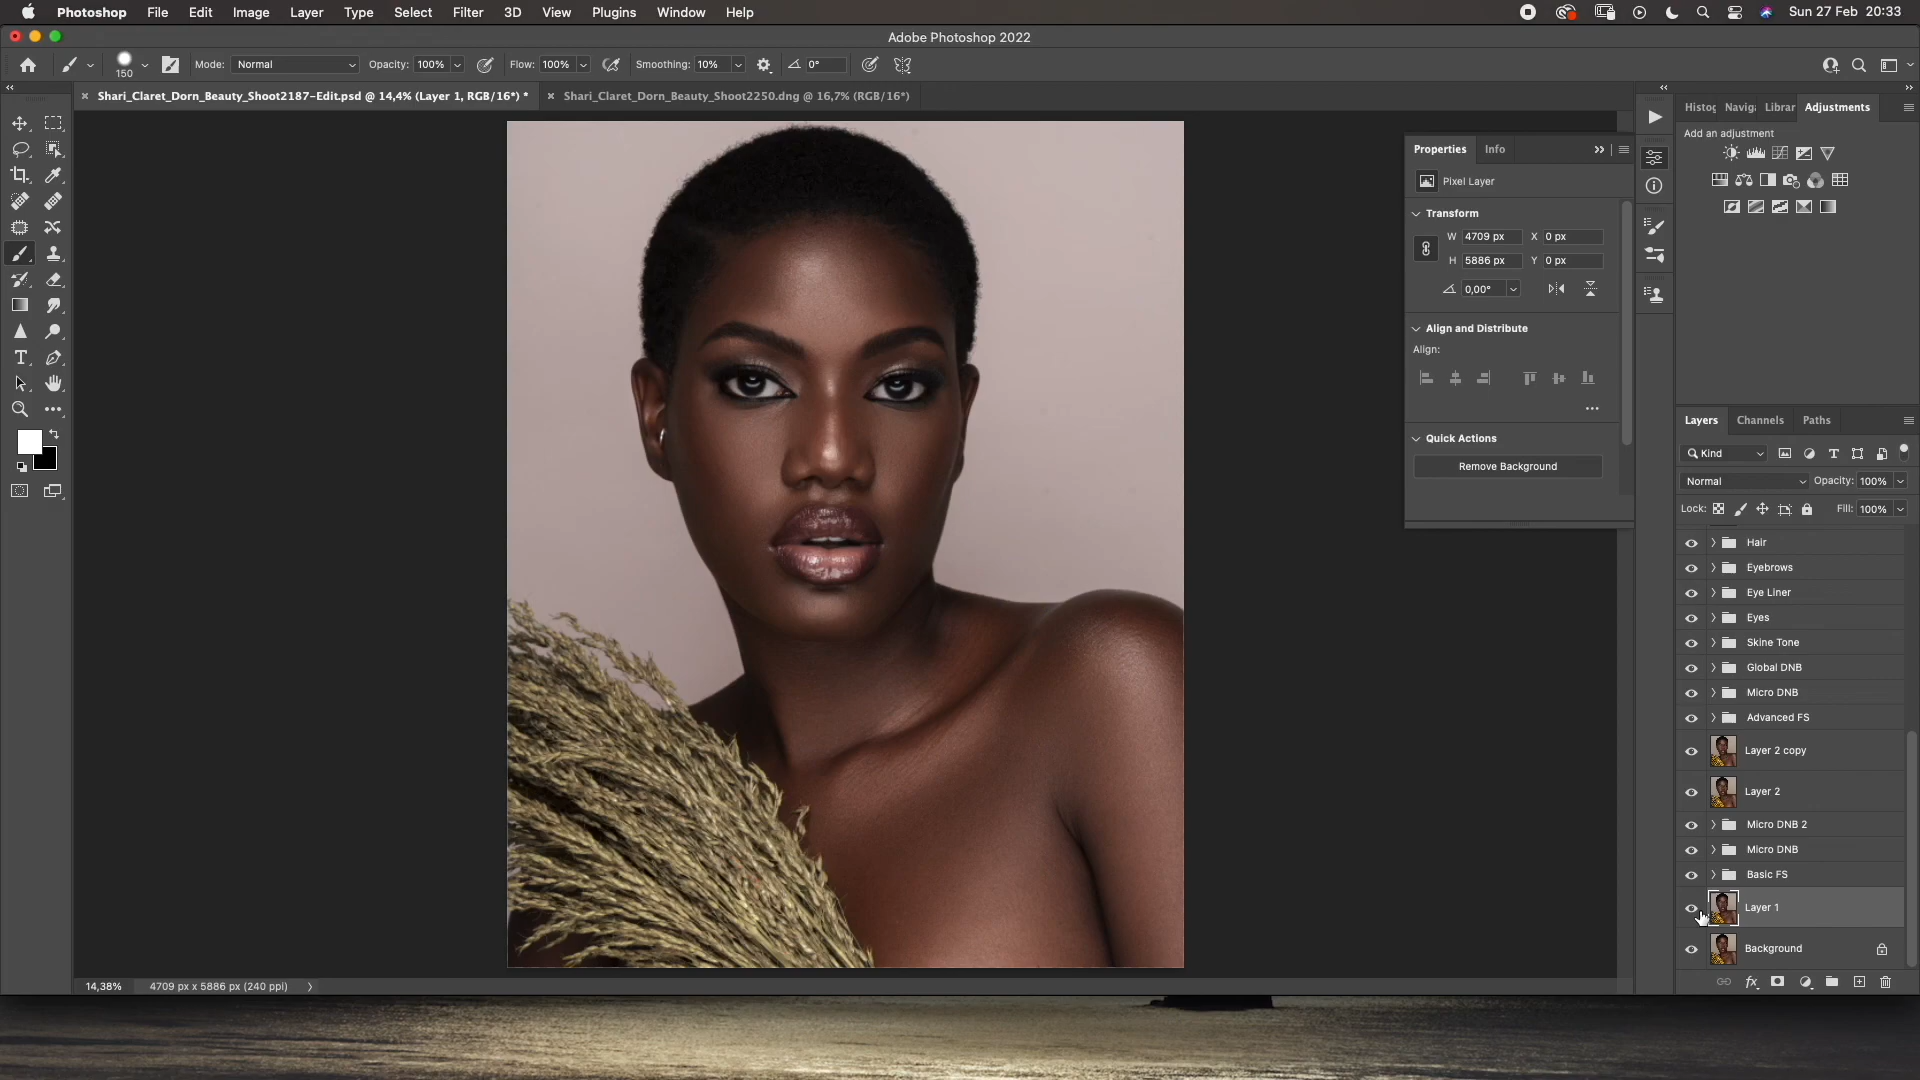 Photoshop File Edit Image Layer Type Select Filter 3D View Plugins Window Help Sun 27 Feb 20:33
Adobe Photoshop 2022
150 Mode: Normal Opacity: 100% Flow: 100% Smoothing: 10% 0°
Shari_Claret_Dorn_Beauty_Shoot2187-Edit.psd @ 14,4% (Layer 1, RGB/16*) * Shari_Claret_Dorn_Beauty_Shoot2250.dng @ 16,7% (RGB/16*)
Properties Info
Pixel Layer
Transform
W 4709 px X 0 px
H 5886 px Y 0 px
0,00°
Align and Distribute
Align:
Quick Actions
Remove Background
Histog Naviga Librar Adjustments
Add an adjustment
Layers Channels Paths
Kind
Normal Opacity: 100%
Lock: Fill: 100%
Hair
Eyebrows
Eye Liner
Eyes
Skine Tone
Global DNB
Micro DNB
Advanced FS
Layer 2 copy
Layer 2
Micro DNB 2
Micro DNB
Basic FS
Layer 1
Background
fx
14,38% 4709 px x 5886 px (240 ppi)